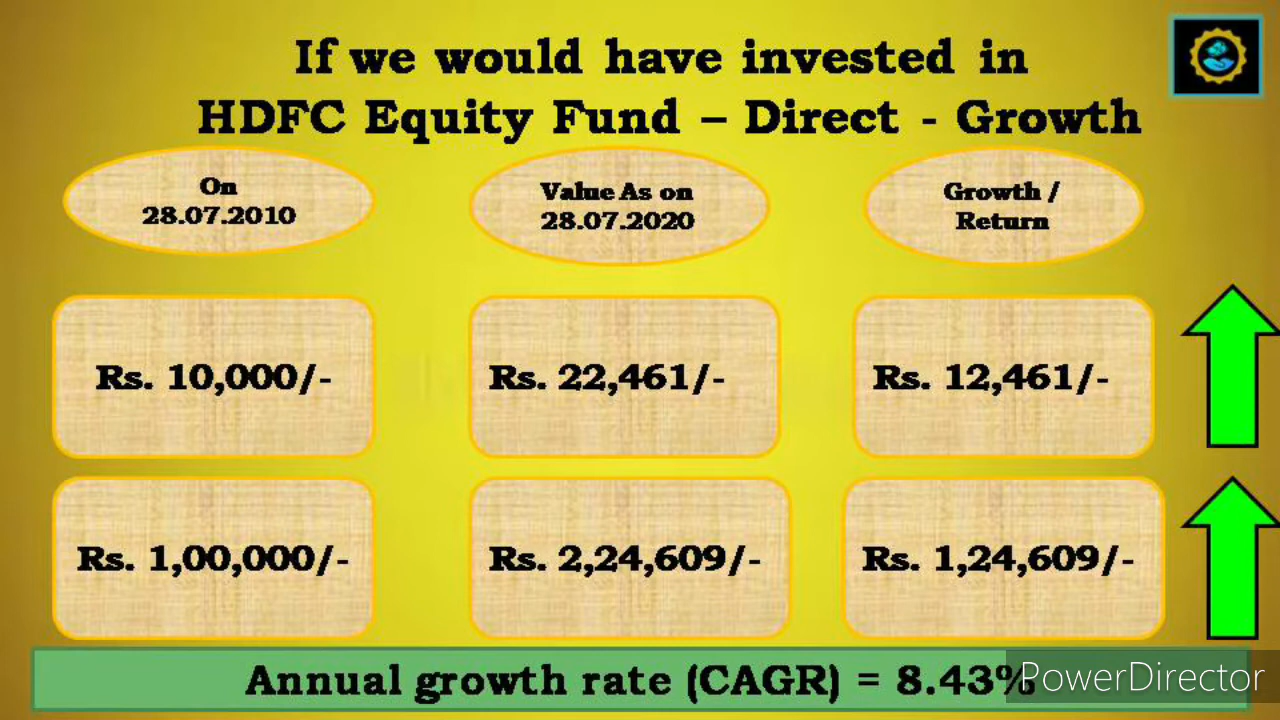 If we would have invested in
HDFC Equity Fund – Direct - Growth
On
28.07.2010
Value As on
28.07.2020
Growth /
Return
Rs. 10,000/-
Rs. 22,461/-
Rs. 12,461/-
Rs. 1,00,000/-
Rs. 2,24,609/-
Rs. 1,24,609/-
Annual growth rate (CAGR) = 8.43%
PowerDirector